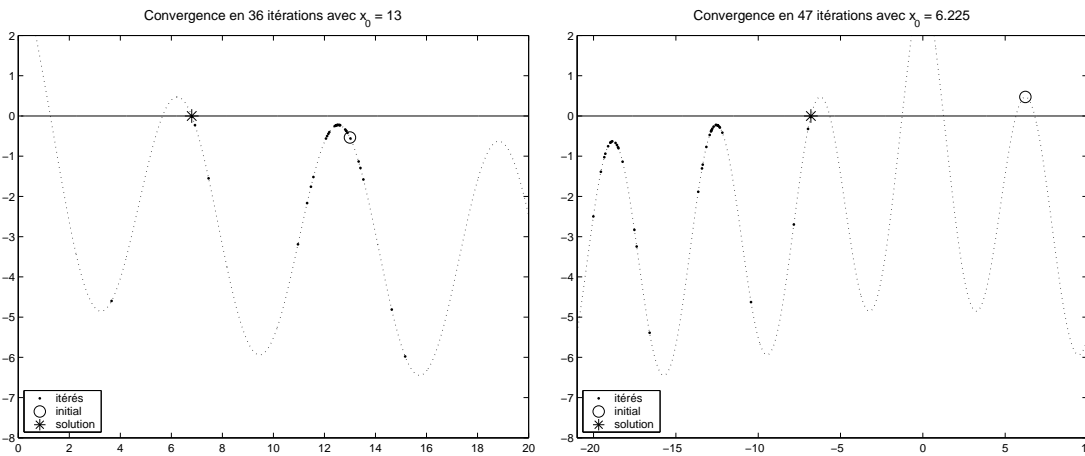 Convergence en 36 itérations avec x0 = 13
2
1
0
−1
−2
−3
−4
−5
−6
−7
−8
itérés
initial
solution
0 2 4 6 8 10 12 14 16 18 20
Convergence en 47 itérations avec x0 = 6.225
2
1
0
−1
−2
−3
−4
−5
−6
−7
−8
itérés
initial
solution
−20 −15 −10 −5 0 5 10